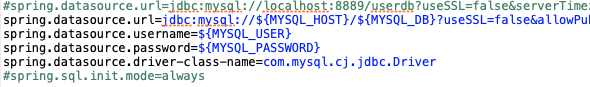 #spring.datasource.url=jdbc:mysql://localhost:8889/userdb?useSSL=false&serverTime
spring.datasource.url=jdbc:mysql://${MYSQL_HOST}/${MYSQL_DB}?useSSL=false&allowPu
spring.datasource.username=${MYSQL_USER}
spring.datasource.password=${MYSQL_PASSWORD}
spring.datasource.driver-class-name=com.mysql.cj.jdbc.Driver
#spring.sql.init.mode=always